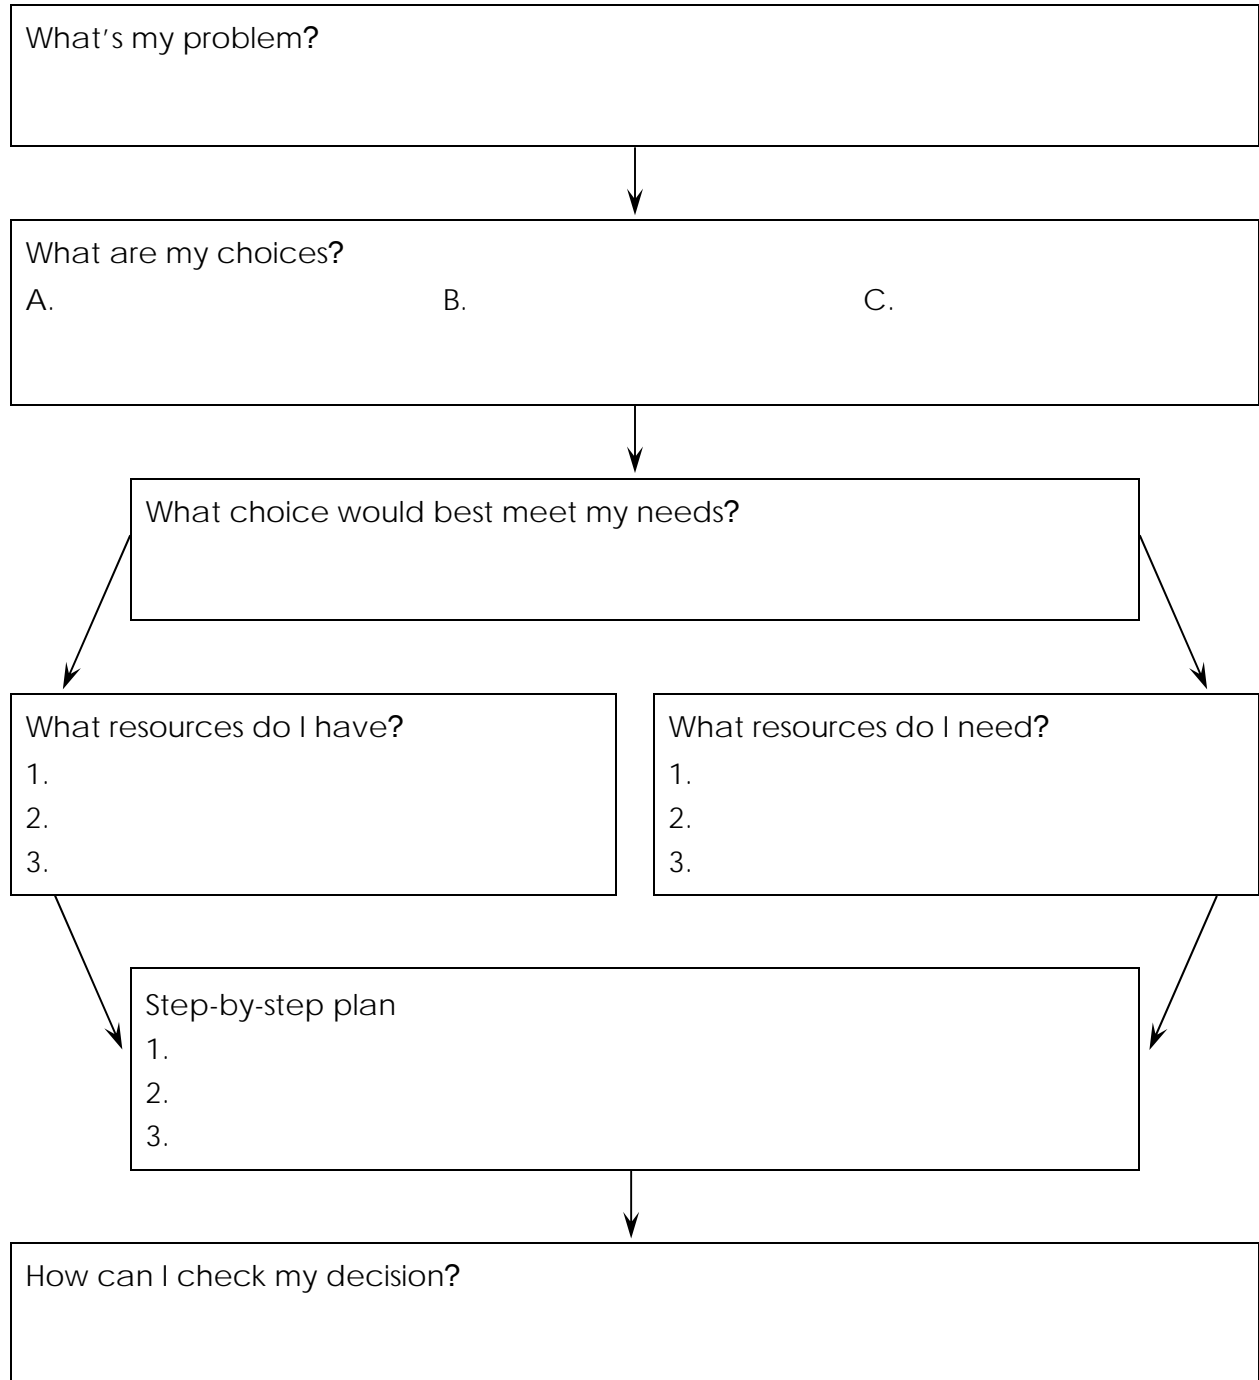 What's my problem?
What are my choices?
A. B. C.
What choice would best meet my needs?
What resources do I have?
1.
2.
3.
What resources do I need?
1.
2.
3.
Step-by-step plan
1.
2.
3.
How can I check my decision?